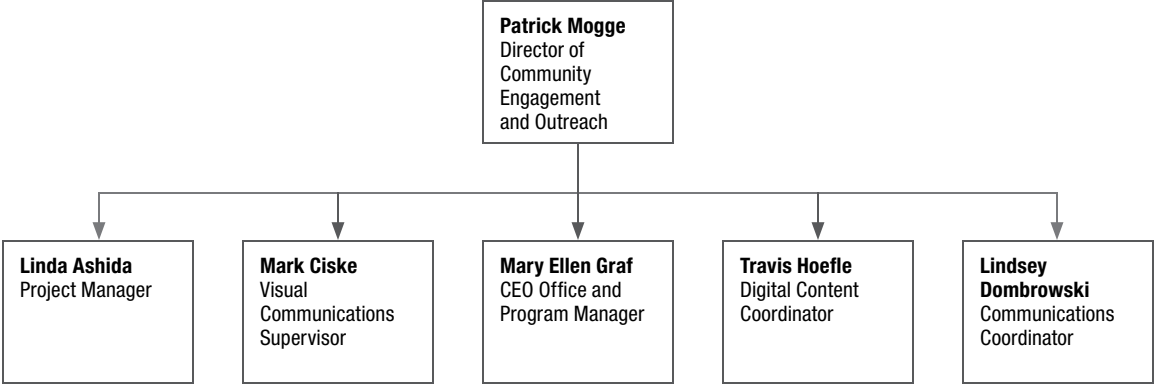 Patrick Mogge
Director of
Community
Engagement
and Outreach
Linda Ashida
Project Manager
Mark Ciske
Visual
Communications
Supervisor
Mary Ellen Graf
CEO Office and
Program Manager
Travis Hoefle
Digital Content
Coordinator
Lindsey
Dombrowski
Communications
Coordinator